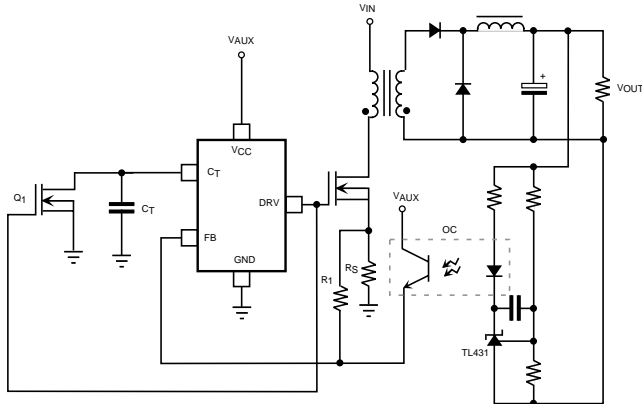 VIN
VAUX
VCC
CT
Q1
CT
DRV
VOUT
+
VAUX
FB
OC
GND
R1
RS
TL431